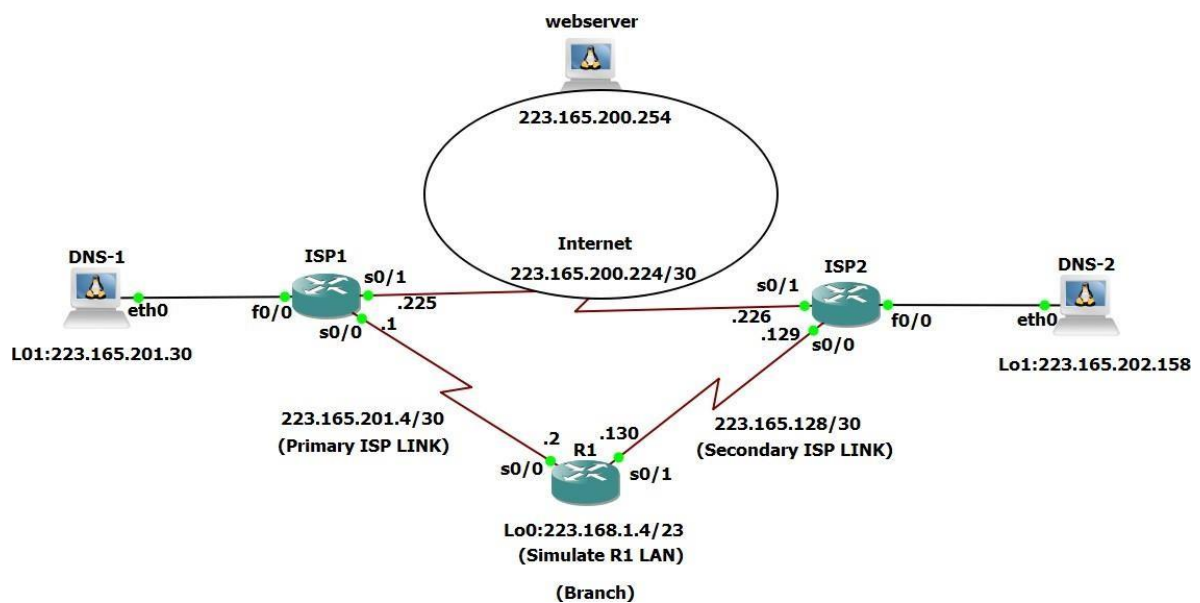 webserver
223.165.200.254
Internet
223.165.200.224/30
DNS-1
eth0
L01:223.165.201.30
ISP1
f0/0
s0/1
.225
s0/0
.1
ISP2
s0/1
.226
.129
s0/0
f0/0
DNS-2
eth0
Lo1:223.165.202.158
223.165.201.4/30
(Primary ISP LINK)
223.165.128/30
(Secondary ISP LINK)
.2
s0/0
R1
.130
s0/1
Lo0:223.168.1.4/23
(Simulate R1 LAN)
(Branch)